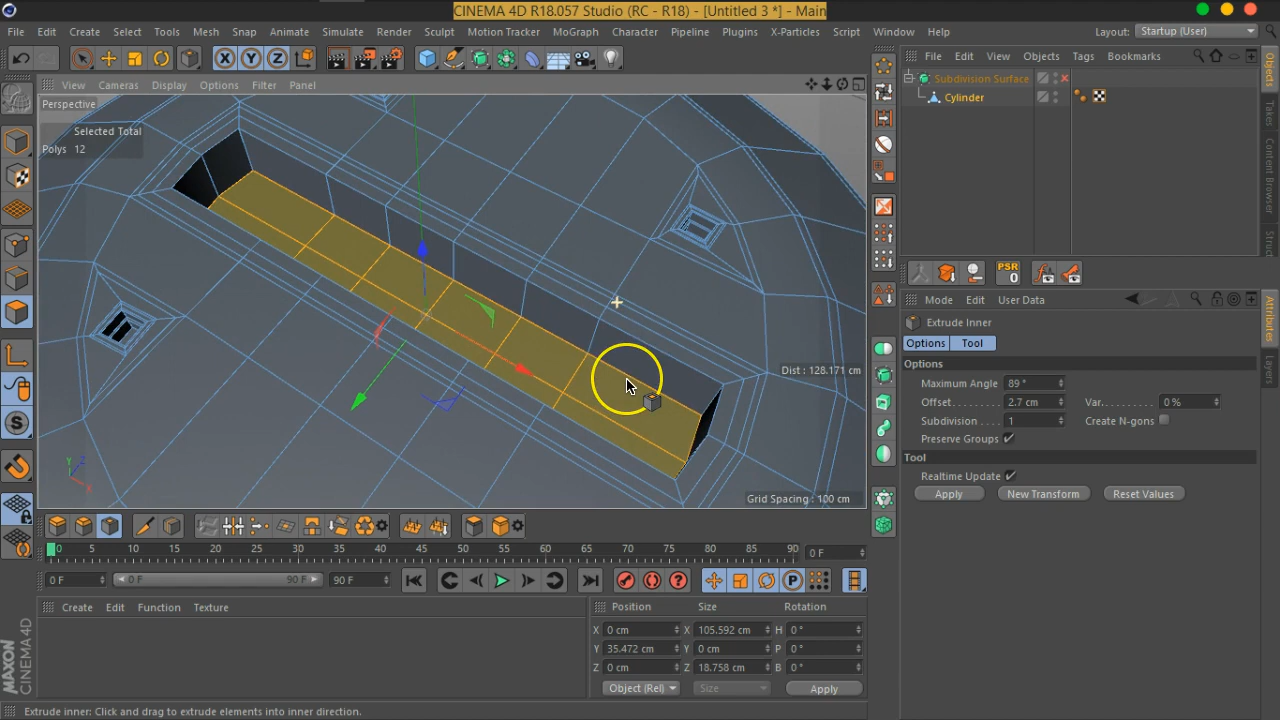 CINEMA 4D R18.057 Studio (RC - R18) - [Untitled 3 *] - Main
File Edit Create Select Tools Mesh Snap Animate Simulate Render Sculpt Motion Tracker MoGraph Character Pipeline Plugins X-Particles Script Window Help Layout: Startup (User)
View Cameras Display Options Filter Panel
Perspective
Selected Total
Polys 12
Dist : 128.171 cm
Grid Spacing : 100 cm
Y Z X
File Edit View Objects Tags Bookmarks
Subdivision Surface
Cylinder
Objects
Takes
Content Browser
Struct
PSR
0
Mode Edit User Data
Extrude Inner
Options Tool
Options
Maximum Angle 89 °
Offset 2.7 cm Var. 0 %
Subdivision 1 Create N-gons
Preserve Groups
Tool
Realtime Update
Apply New Transform Reset Values
Attributes
Layers
0 5 10 15 20 25 30 35 40 45 50 55 60 65 70 75 80 85 90 0 F
0 F 0 F 90 F 90 F
Create Edit Function Texture
Position Size Rotation
X 0 cm X 105.592 cm H 0 °
Y 35.472 cm Y 0 cm P 0 °
Z 0 cm Z 18.758 cm B 0 °
Object (Rel) Size Apply
MAXON
CINEMA 4D
Extrude inner: Click and drag to extrude elements into inner direction.